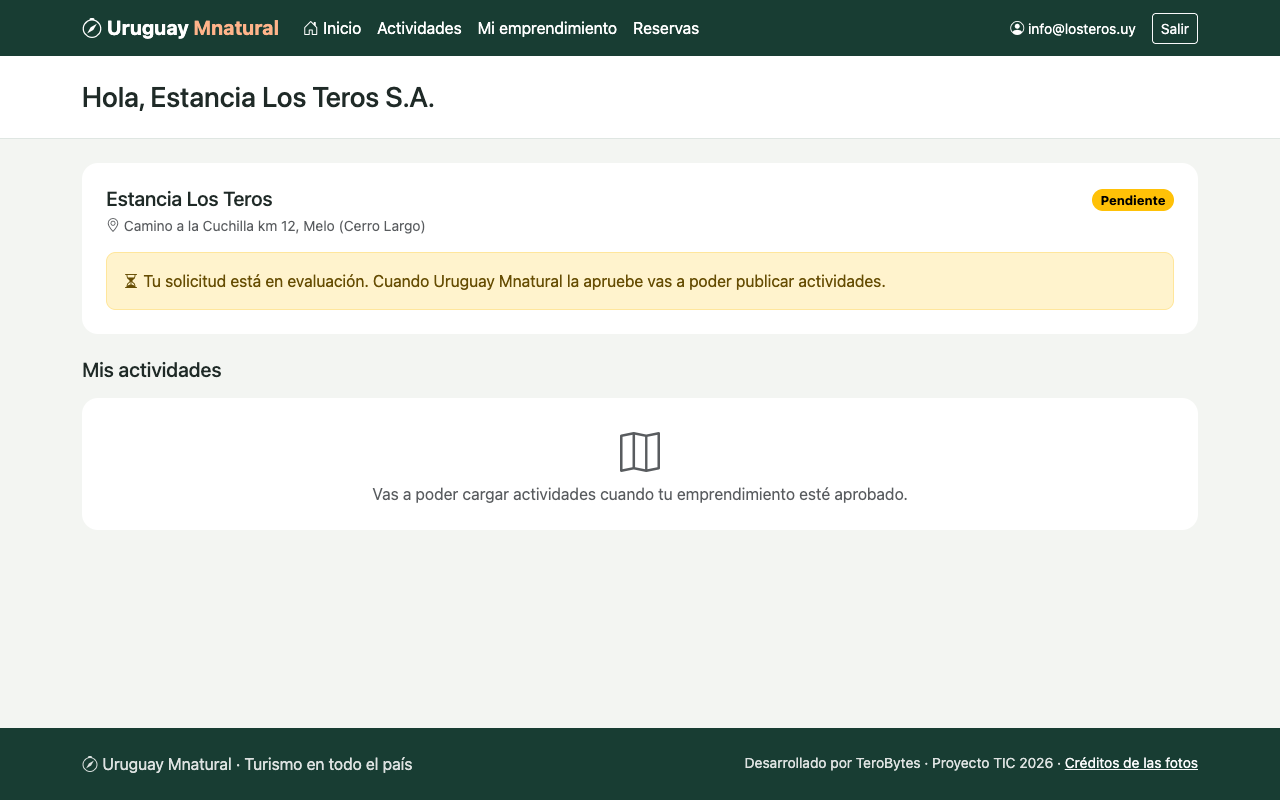 Uruguay Mnatural Inicio Actividades Mi emprendimiento Reservas info@losteros.uy Salir
Hola, Estancia Los Teros S.A.
Estancia Los Teros Pendiente
Camino a la Cuchilla km 12, Melo (Cerro Largo)
Tu solicitud está en evaluación. Cuando Uruguay Mnatural la apruebe vas a poder publicar actividades.
Mis actividades
Vas a poder cargar actividades cuando tu emprendimiento esté aprobado.
Uruguay Mnatural · Turismo en todo el país Desarrollado por TeroBytes · Proyecto TIC 2026 · Créditos de las fotos